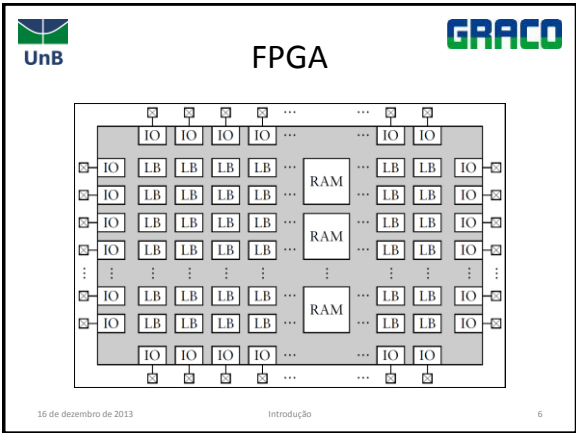 UnB
GRACO
FPGA
IO IO IO IO ... ... IO IO
IO LB LB LB LB ... RAM ... LB LB IO
IO LB LB LB LB ... ... LB LB IO
IO LB LB LB LB ... RAM ... LB LB IO
IO LB LB LB LB ... ... LB LB IO
IO LB LB LB LB ... RAM ... LB LB IO
IO LB LB LB LB ... ... LB LB IO
IO IO IO IO ... ... IO IO
16 de dezembro de 2013 Introdução 6